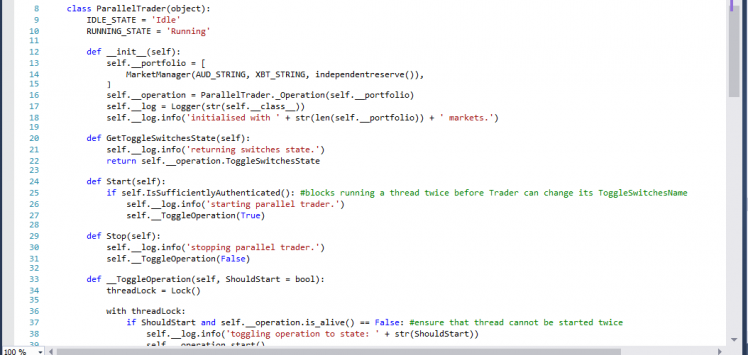 8 class ParallelTrader(object):
9 IDLE_STATE = 'Idle'
10 RUNNING_STATE = 'Running'
11
12 def __init__(self):
13 self.__portfolio = [
14 MarketManager(AUD_STRING, XBT_STRING, independentreserve()),
15 ]
16 self.__operation = ParallelTrader._Operation(self.__portfolio)
17 self.__log = Logger(str(self.__class__))
18 self.__log.info('initialised with ' + str(len(self.__portfolio)) + ' markets.')
19
20 def GetToggleSwitchesState(self):
21 self.__log.info('returning switches state.')
22 return self.__operation.ToggleSwitchesState
23
24 def Start(self):
25 if self.IsSufficientlyAuthenticated(): #blocks running a thread twice before Trader can change its ToggleSwitchesName
26 self.__log.info('starting parallel trader.')
27 self.__ToggleOperation(True)
28
29 def Stop(self):
30 self.__log.info('stopping parallel trader.')
31 self.__ToggleOperation(False)
32
33 def __ToggleOperation(self, ShouldStart = bool):
34 threadLock = Lock()
35
36 with threadLock:
37 if ShouldStart and self.__operation.is_alive() == False: #ensure that thread cannot be started twice
38 self.__log.info('toggling operation to state: ' + str(ShouldStart))
39 self.__operation.start()
100 %